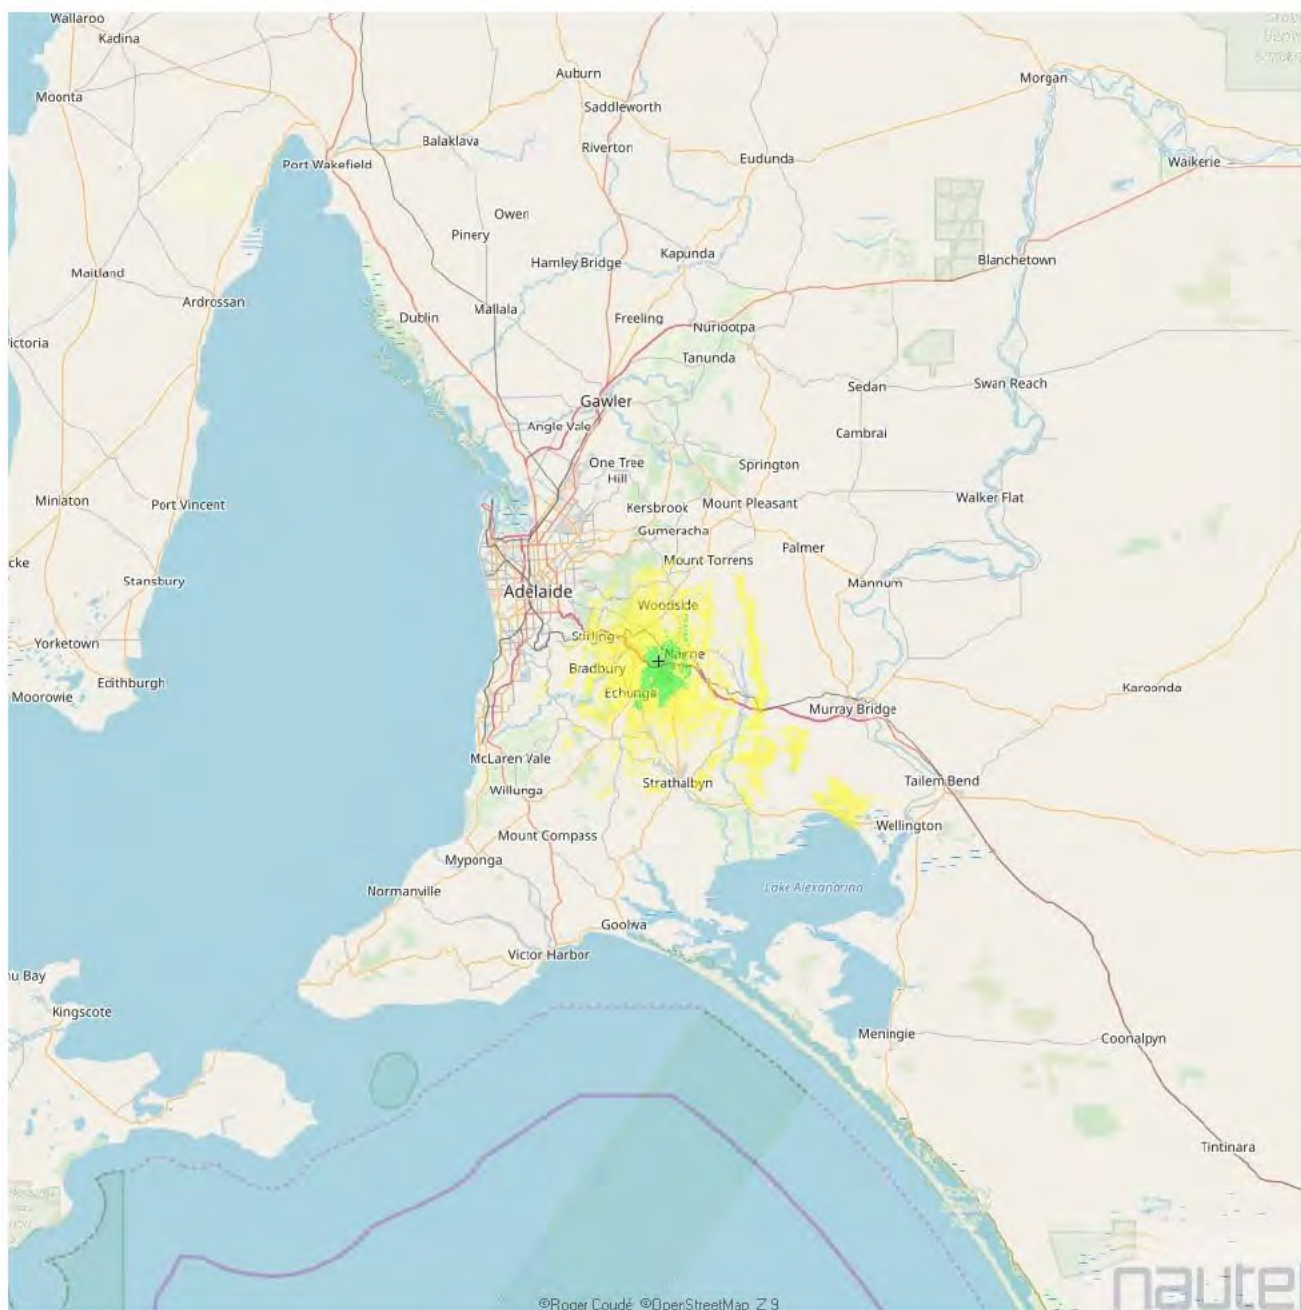 Wallaroo
Kadina
Moonta
Auburn
Saddleworth
Morgan
Balaklava
Riverton
Port Wakefield
Eudunda
Waikerie
Owen
Pinery
Kapunda
Hamley Bridge
Blanchetown
Maitland
Ardrossan
Mallala
Dublin
Freeling
Nuriootpa
ictoria
Tanunda
Sedan
Swan Reach
Gawler
Angle Vale
Cambrai
One Tree
Hill
Springton
Minlaton
Port Vincent
Kersbrook
Mount Pleasant
Walker Flat
Gumeracha
Palmer
cke
Mount Torrens
Stansbury
Mannum
Adelaide
Woodside
Stirling
Yorketown
Nairne
Bradbury
Edithburgh
Moorowie
Echunga
Karoonda
Murray Bridge
McLaren Vale
Strathalbyn
Tailem Bend
Willunga
Wellington
Mount Compass
Myponga
Normanville
Lake Alexandrina
Goolwa
Victor Harbor
u Bay
Kingscote
Meningie
Coonalpyn
Tintinara
nautel
©Roger Coudé ©OpenStreetMap Z 9